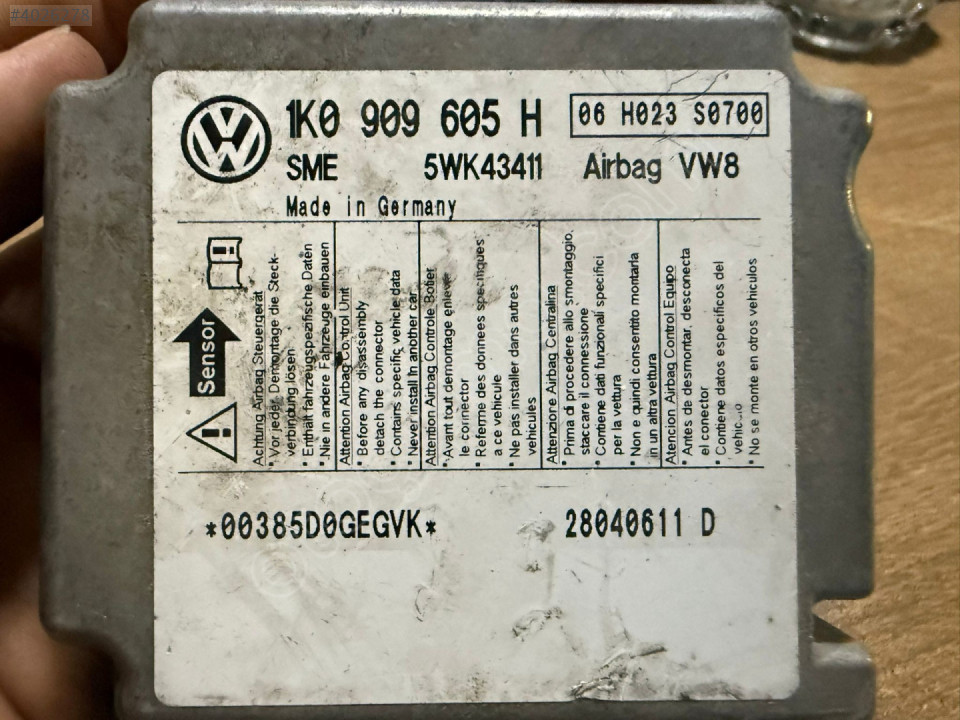 1K0 909 605 H
06 H023 S0700
SME 5WK43411 Airbag VW8
Made in Germany
Sensor
Achtung Airbag Steuergerät
* Vor jeder Demontage die Steck-
verbindung lösen
* Enthält fahrzeugspezifische Daten
* Nie in andere Fahrzeuge einbauen
Attention Airbag Control Unit
* Before any disassembly
detach the connector
* Contains specific vehicle data
* Never install in another car
Attention Airbag Controle Boitier
* Avant tout demontage enlever
le connector
* Referme des donnees specifiques
a ce vehicule
* Ne pas installer dans autres
vehicules
Attenzione Airbag Centralina
* Prima di procedere allo smontaggio,
staccare il connessione
* Contiene dati funzionali specifici
per la vettura
* Non e quindi consentito montarla
in un altra vettura
Atencion Airbag Control Equipo
* Antes de desmontar, desconecta
el conector
* Contiene datos especificos del
vehiculo
* No se monte en otros vehiculos
*00385D0GEGVK* 28040611 D